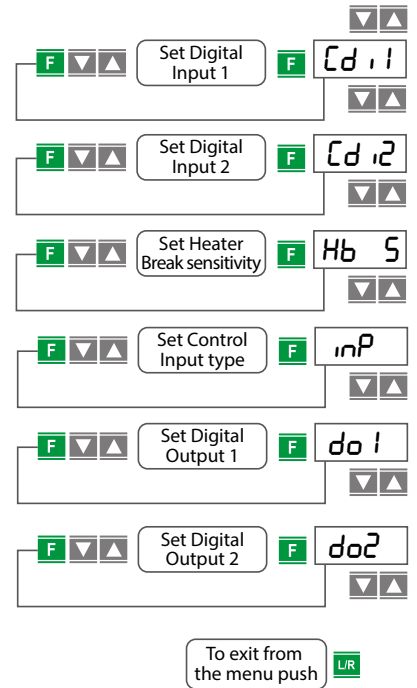 F Set Digital Input 1 F Cdi1
F Set Digital Input 2 F Cdi2
F Set Heater Break sensitivity F Hb S
F Set Control Input type F inP
F Set Digital Output 1 F do1
F Set Digital Output 2 F do2
To exit from the menu push L/R